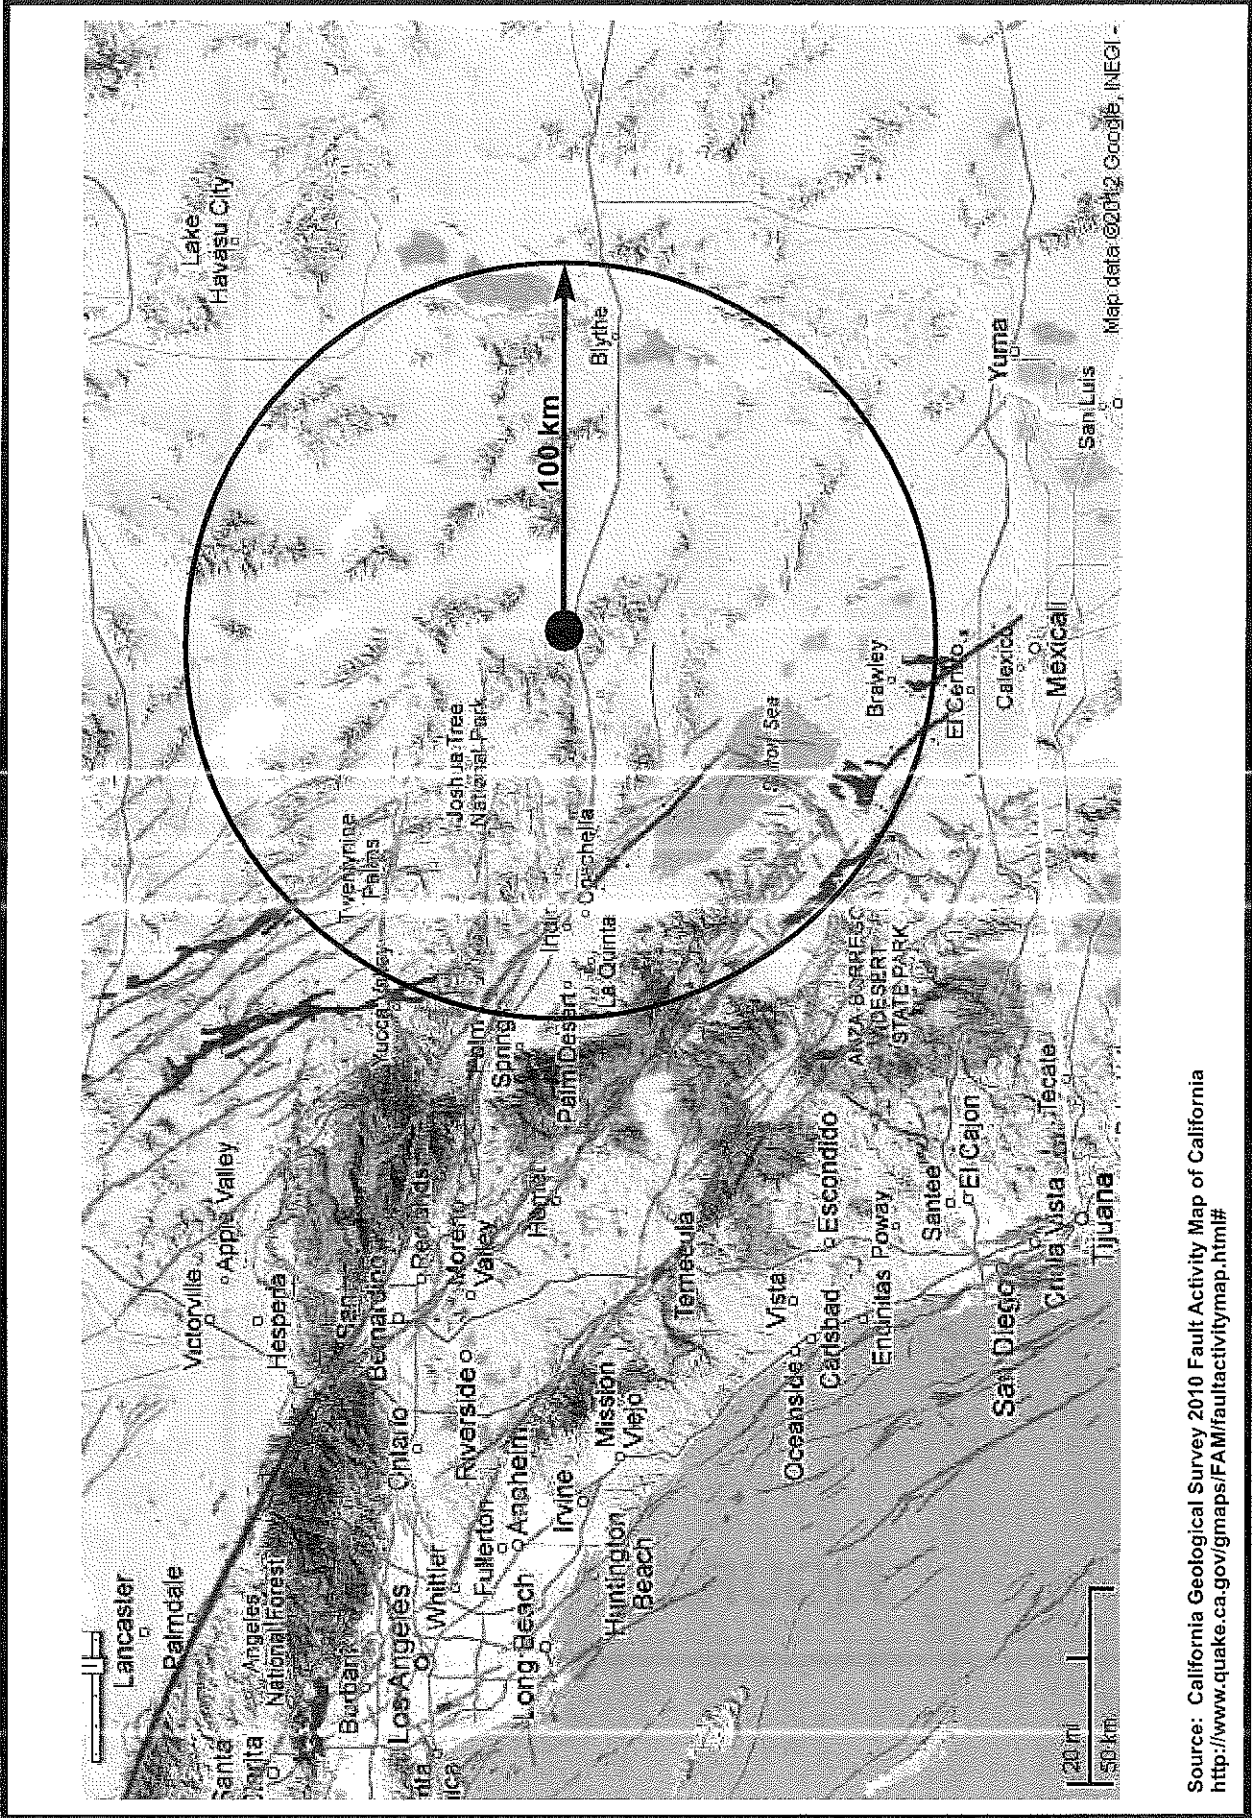 Lancaster
Palmdale
Victorville
Apple Valley
Hesperia
Lake
Havasu City
Angeles
National Forest
San
Bernardino
Redlands
Yucca Valley
Twentynine
Palms
Burbank
Los Angeles
Ontario
Whittier
Riverside
Moreno
Valley
Palm
Spring
Joshua Tree
National Park
Fullerton
Anaheim
Long Beach
Irvine
Hemet
Palm Desert
Indio
Coachella
La Quinta
100 km
Blythe
Huntington
Beach
Mission
Viejo
Temecula
Salton Sea
Vista
Oceanside
Carlsbad
Escondido
Encinitas
Poway
ANZA BORREGO
DESERT
STATE PARK
Brawley
Santee
El Cajon
El Centro
San Diego
Chula Vista
Tecate
Calexico
Mexicali
Yuma
San Luis
Tijuana
20 mi
50 km
Map data ©2012 Google, INEGI -
Source: California Geological Survey 2010 Fault Activity Map of California
http://www.quake.ca.gov/gmaps/FAM/faultactivitymap.html#